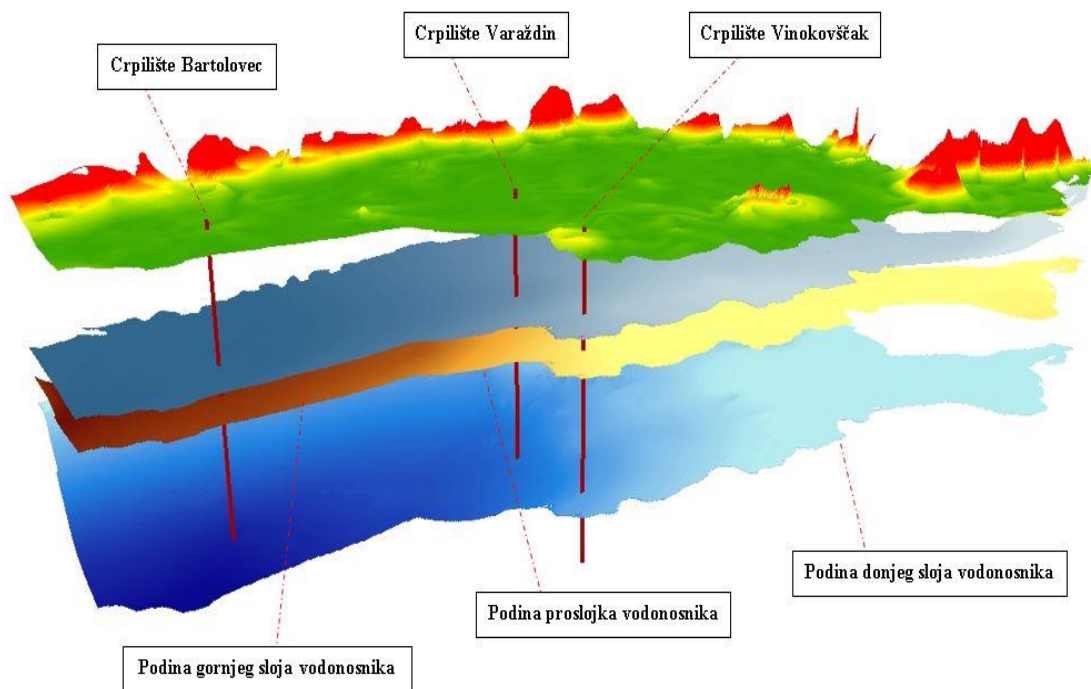 Crpilište Bartolovec
Crpilište Varaždin
Crpilište Vinokovščak
Podina donjeg sloja vodonosnika
Podina proslojka vodonosnika
Podina gornjeg sloja vodonosnika